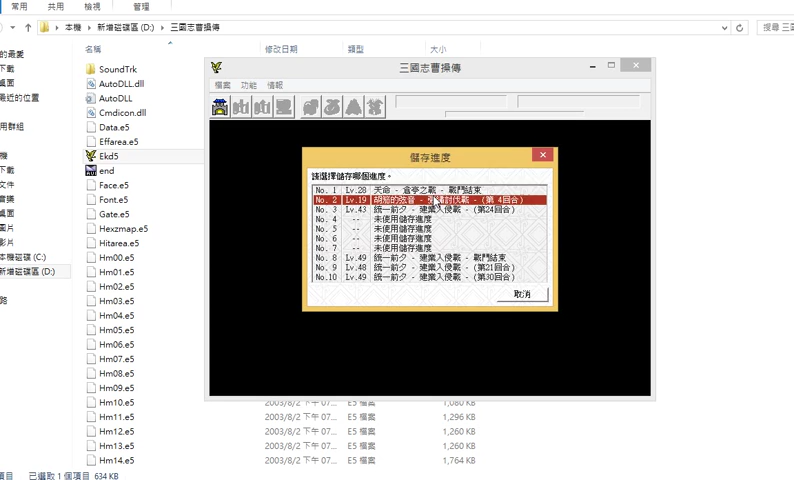 常用 共用 檢視 管理
本機 ▸ 新增磁碟區 (D:) ▸ 三國志曹操傳
搜尋 三
名稱 修改日期 類型 大小
的最愛
下載
桌面
最近的位置
用群組
機
下載
文件
音樂
圖片
影片
本機磁碟 (C:)
新增磁碟區 (D:)
路
SoundTrk
AutoDLL.dll
AutoDLL
Cmdicon.dll
Data.e5
Effarea.e5
Ekd5
end
Face.e5
Font.e5
Gate.e5
Hexzmap.e5
Hitarea.e5
Hm00.e5
Hm01.e5
Hm02.e5
Hm03.e5
Hm04.e5
Hm05.e5
Hm06.e5
Hm07.e5
Hm08.e5
Hm09.e5
Hm10.e5 2003/8/2 下午 07... E5 檔案 1,080 KB
Hm11.e5 2003/8/2 下午 07... E5 檔案 1,296 KB
Hm12.e5 2003/8/2 下午 07... E5 檔案 1,260 KB
Hm13.e5 2003/8/2 下午 07... E5 檔案 1,260 KB
Hm14.e5 2003/8/2 下午 07... E5 檔案 1,764 KB
項目 已選取 1 個項目 634 KB
三國志曹操傳
檔案 功能 情報
儲存進度
請選擇儲存哪個進度。
No. 1 Lv.28 天命 - 倉亭之戰 - 戰鬥結束
No. 2 Lv.19 胡笳的弦音 - 討伐戰 - (第 4回合)
No. 3 Lv.43 統一前夕 - 建業入侵戰 - (第24回合)
No. 4 -- 未使用儲存進度
No. 5 -- 未使用儲存進度
No. 6 -- 未使用儲存進度
No. 7 -- 未使用儲存進度
No. 8 Lv.49 統一前夕 - 建業入侵戰 - 戰鬥結束
No. 9 Lv.48 統一前夕 - 建業入侵戰 - (第21回合)
No.10 Lv.49 統一前夕 - 建業入侵戰 - (第30回合)
取消